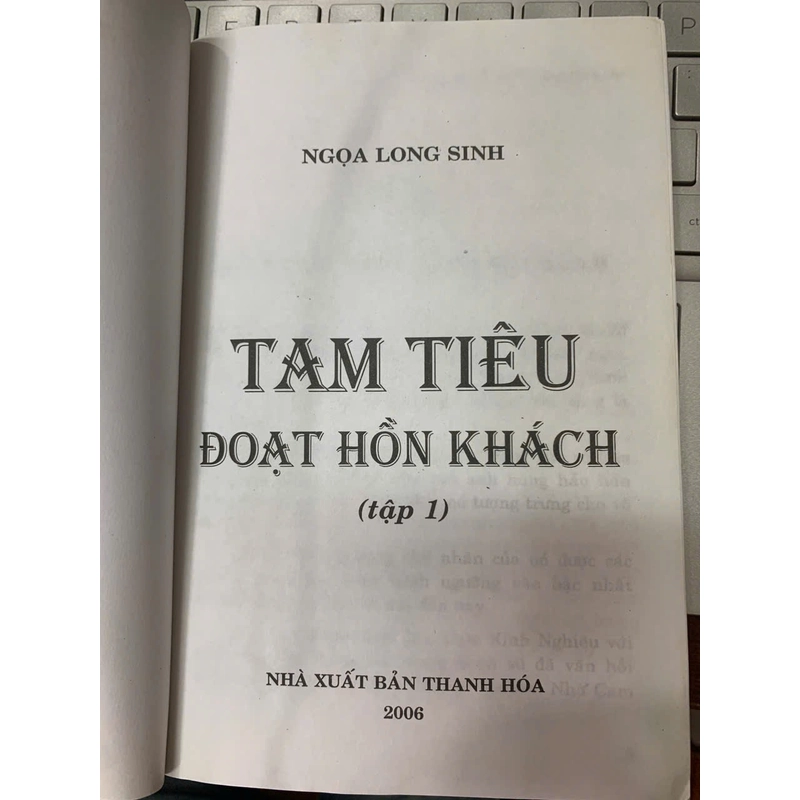 NGỌA LONG SINH
TAM TIÊU
ĐOẠT HỒN KHÁCH
(tập 1)
NHÀ XUẤT BẢN THANH HÓA
2006